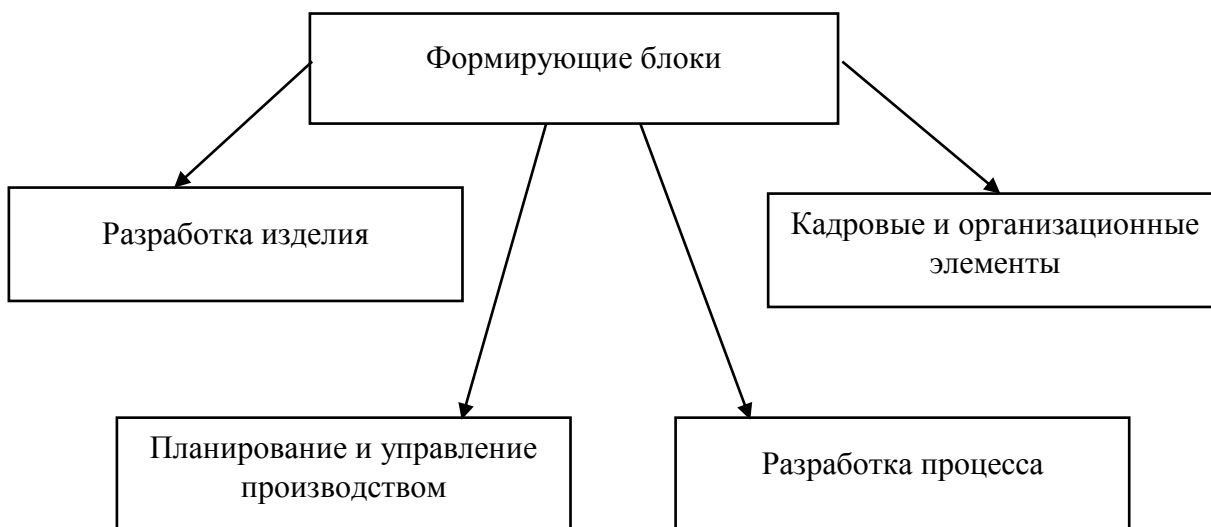 Формирующие блоки
Разработка изделия
Кадровые и организационные
элементы
Планирование и управление
производством
Разработка процесса